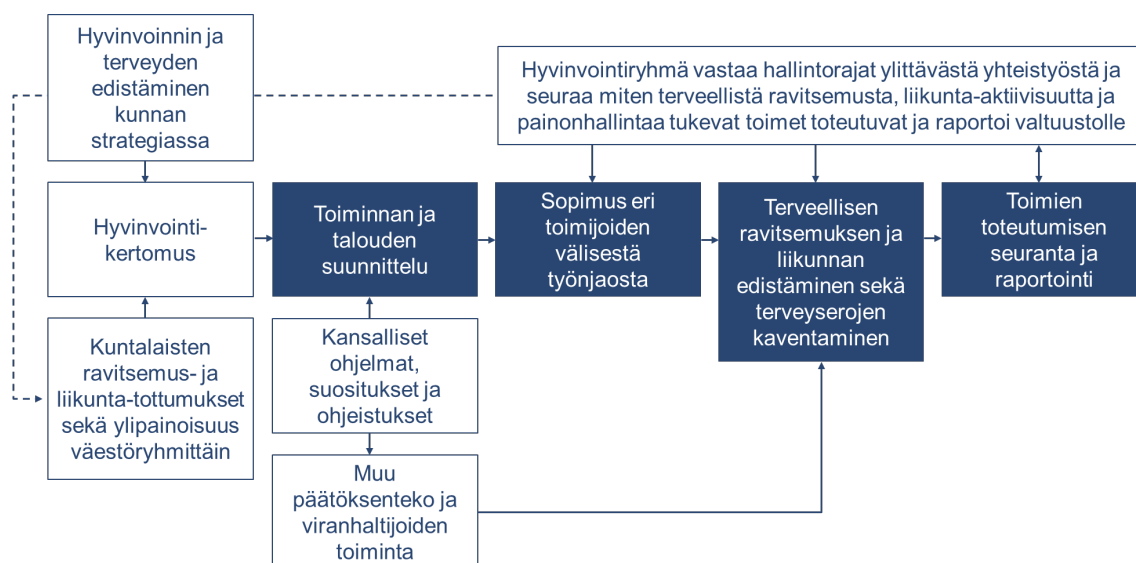 Hyvinvoinnin ja
terveyden
edistäminen
kunnan
strategiassa
Hyvinvointiryhmä vastaa hallintorajat ylittävästä yhteistyöstä ja
seuraa miten terveellistä ravitsemusta, liikunta-aktiivisuutta ja
painonhallintaa tukevat toimet toteutuvat ja raportoi valtuustolle
Hyvinvointi-
kertomus
Toiminnan ja
talouden
suunnittelu
Sopimus eri
toimijoiden
välisestä
työnjaosta
Terveellisen
ravitsemuksen ja
liikunnan
edistäminen sekä
terveyserojen
kaventaminen
Toimien
toteutumisen
seuranta ja
raportointi
Kuntalaisten
ravitsemus- ja
liikunta-tottumukset
sekä ylipainoisuus
väestöryhmittäin
Kansalliset
ohjelmat,
suositukset ja
ohjeistukset
Muu
päätöksenteko ja
viranhaltijoiden
toiminta